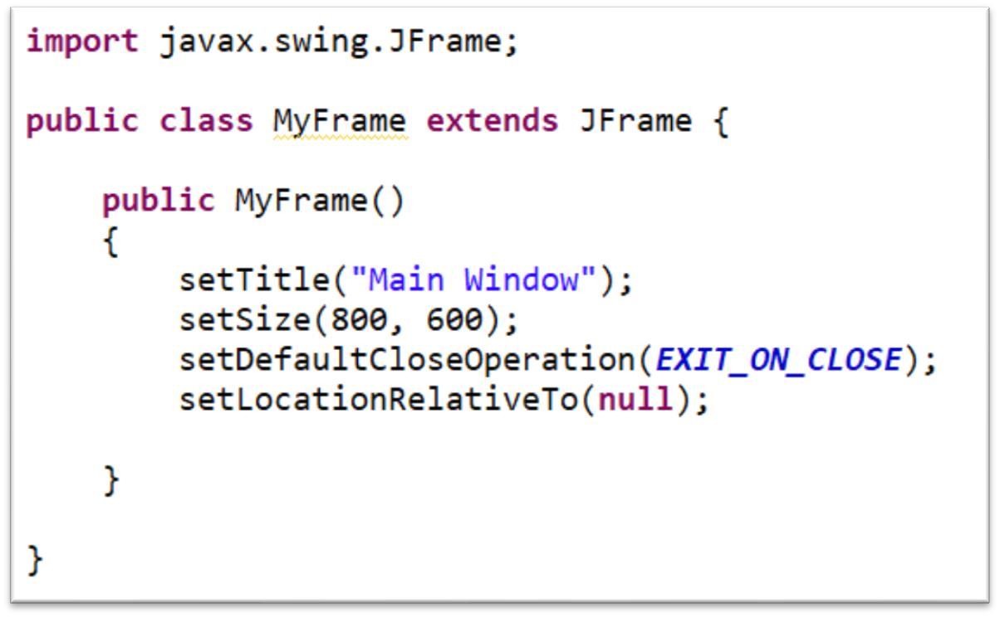 import javax.swing.JFrame;
public class MyFrame extends JFrame {
public MyFrame()
{
setTitle("Main Window");
setSize(800, 600);
setDefaultCloseOperation(EXIT_ON_CLOSE);
setLocationRelativeTo(null);
}
}